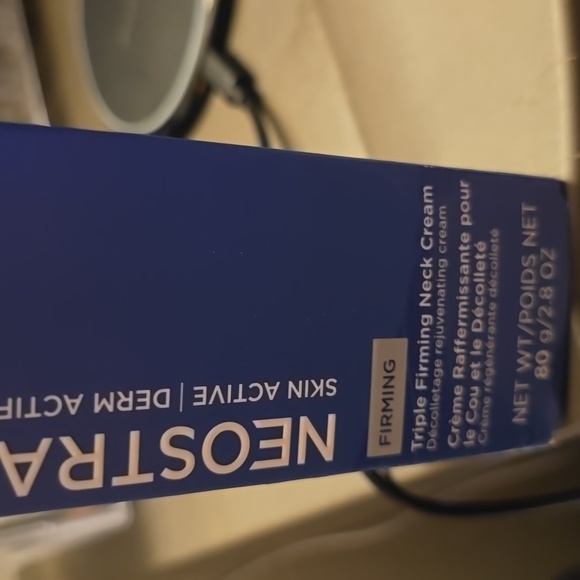 NEOSTRA
SKIN ACTIVE | DERM ACTIF
FIRMING
Triple Firming Neck Cream
Décolletage rejuvenating cream
Crème Raffermissante pour
le Cou et le Décolleté
Crème régénérante décolleté
NET WT/POIDS NET
80 g/2.8 OZ